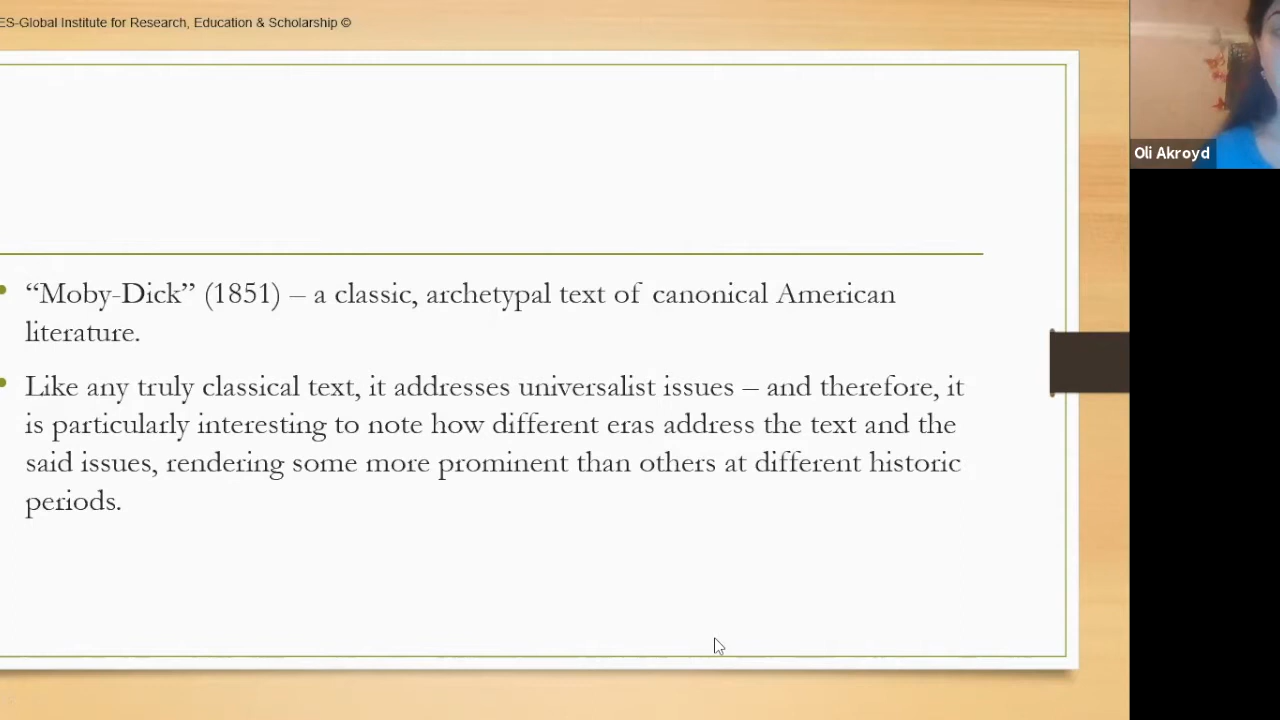 ES-Global Institute for Research, Education & Scholarship ©
Oli Akroyd
• “Moby-Dick” (1851) – a classic, archetypal text of canonical American
literature.
• Like any truly classical text, it addresses universalist issues – and therefore, it
is particularly interesting to note how different eras address the text and the
said issues, rendering some more prominent than others at different historic
periods.